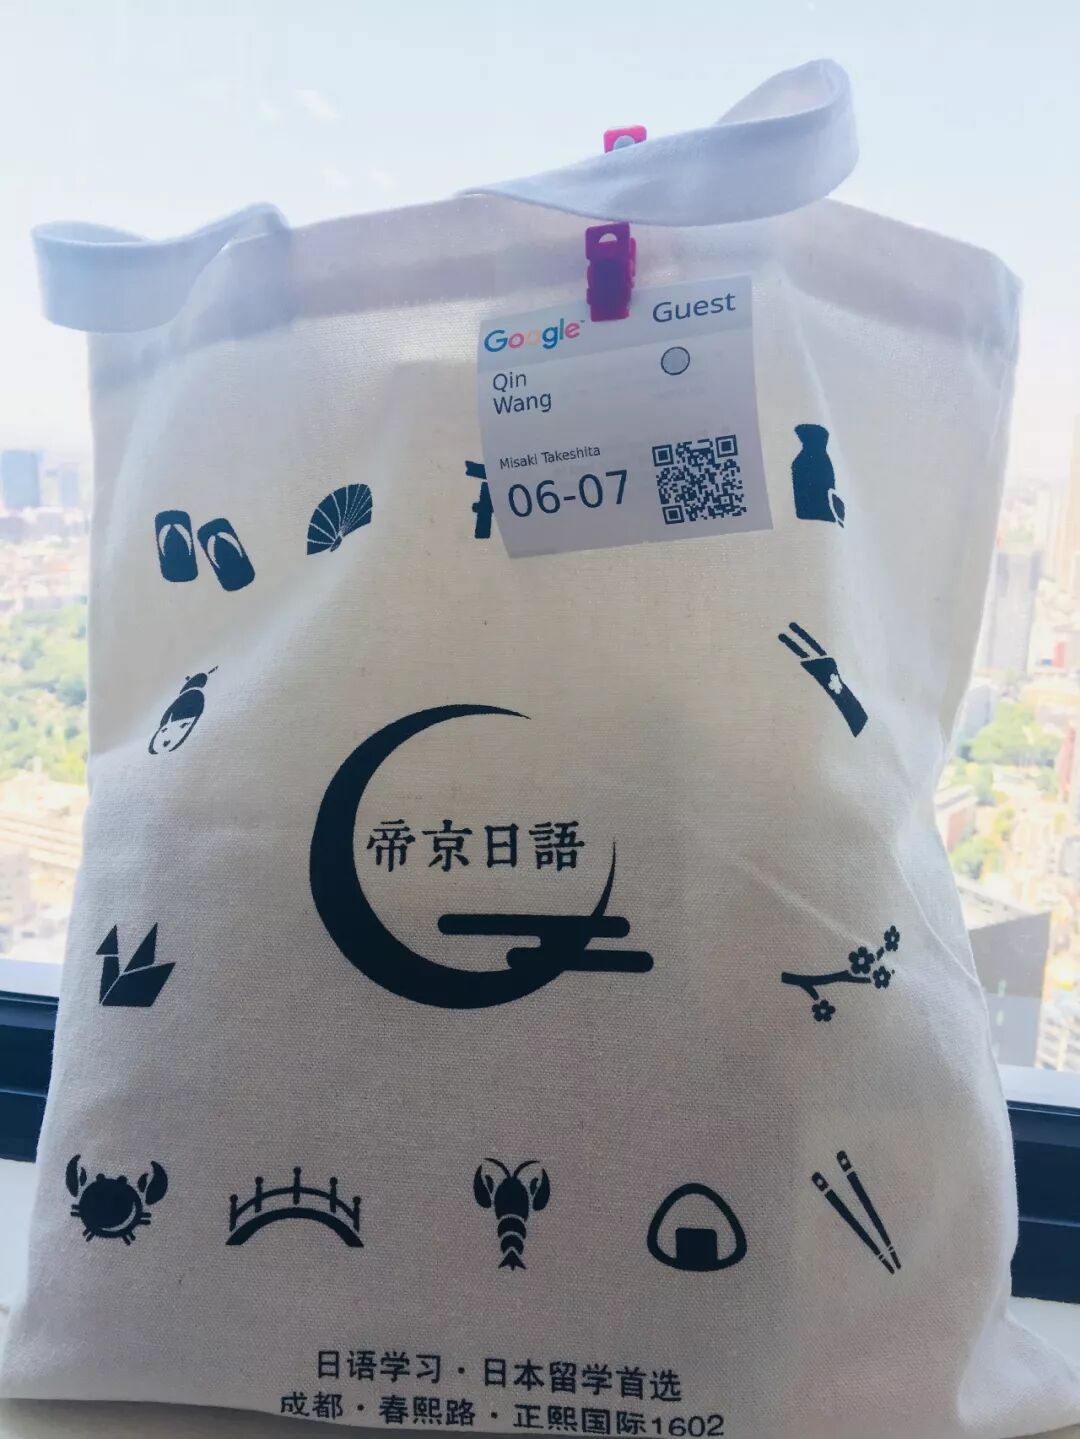 Google™
Guest
Qin
Wang
Misaki Takeshita
06-07
帝京日語
日语学习·日本留学首选
成都·春熙路·正熙国际1602